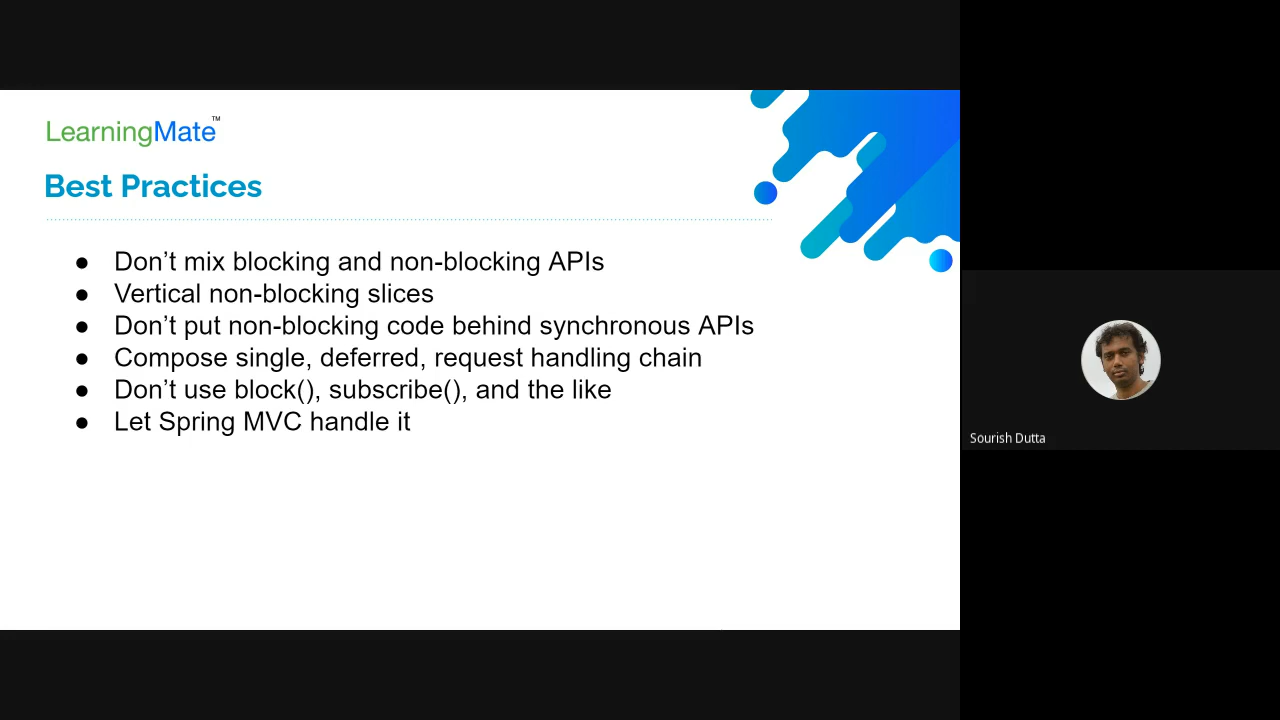 LearningMate™
Best Practices
● Don’t mix blocking and non-blocking APIs
● Vertical non-blocking slices
● Don’t put non-blocking code behind synchronous APIs
● Compose single, deferred, request handling chain
● Don’t use block(), subscribe(), and the like
● Let Spring MVC handle it
Sourish Dutta